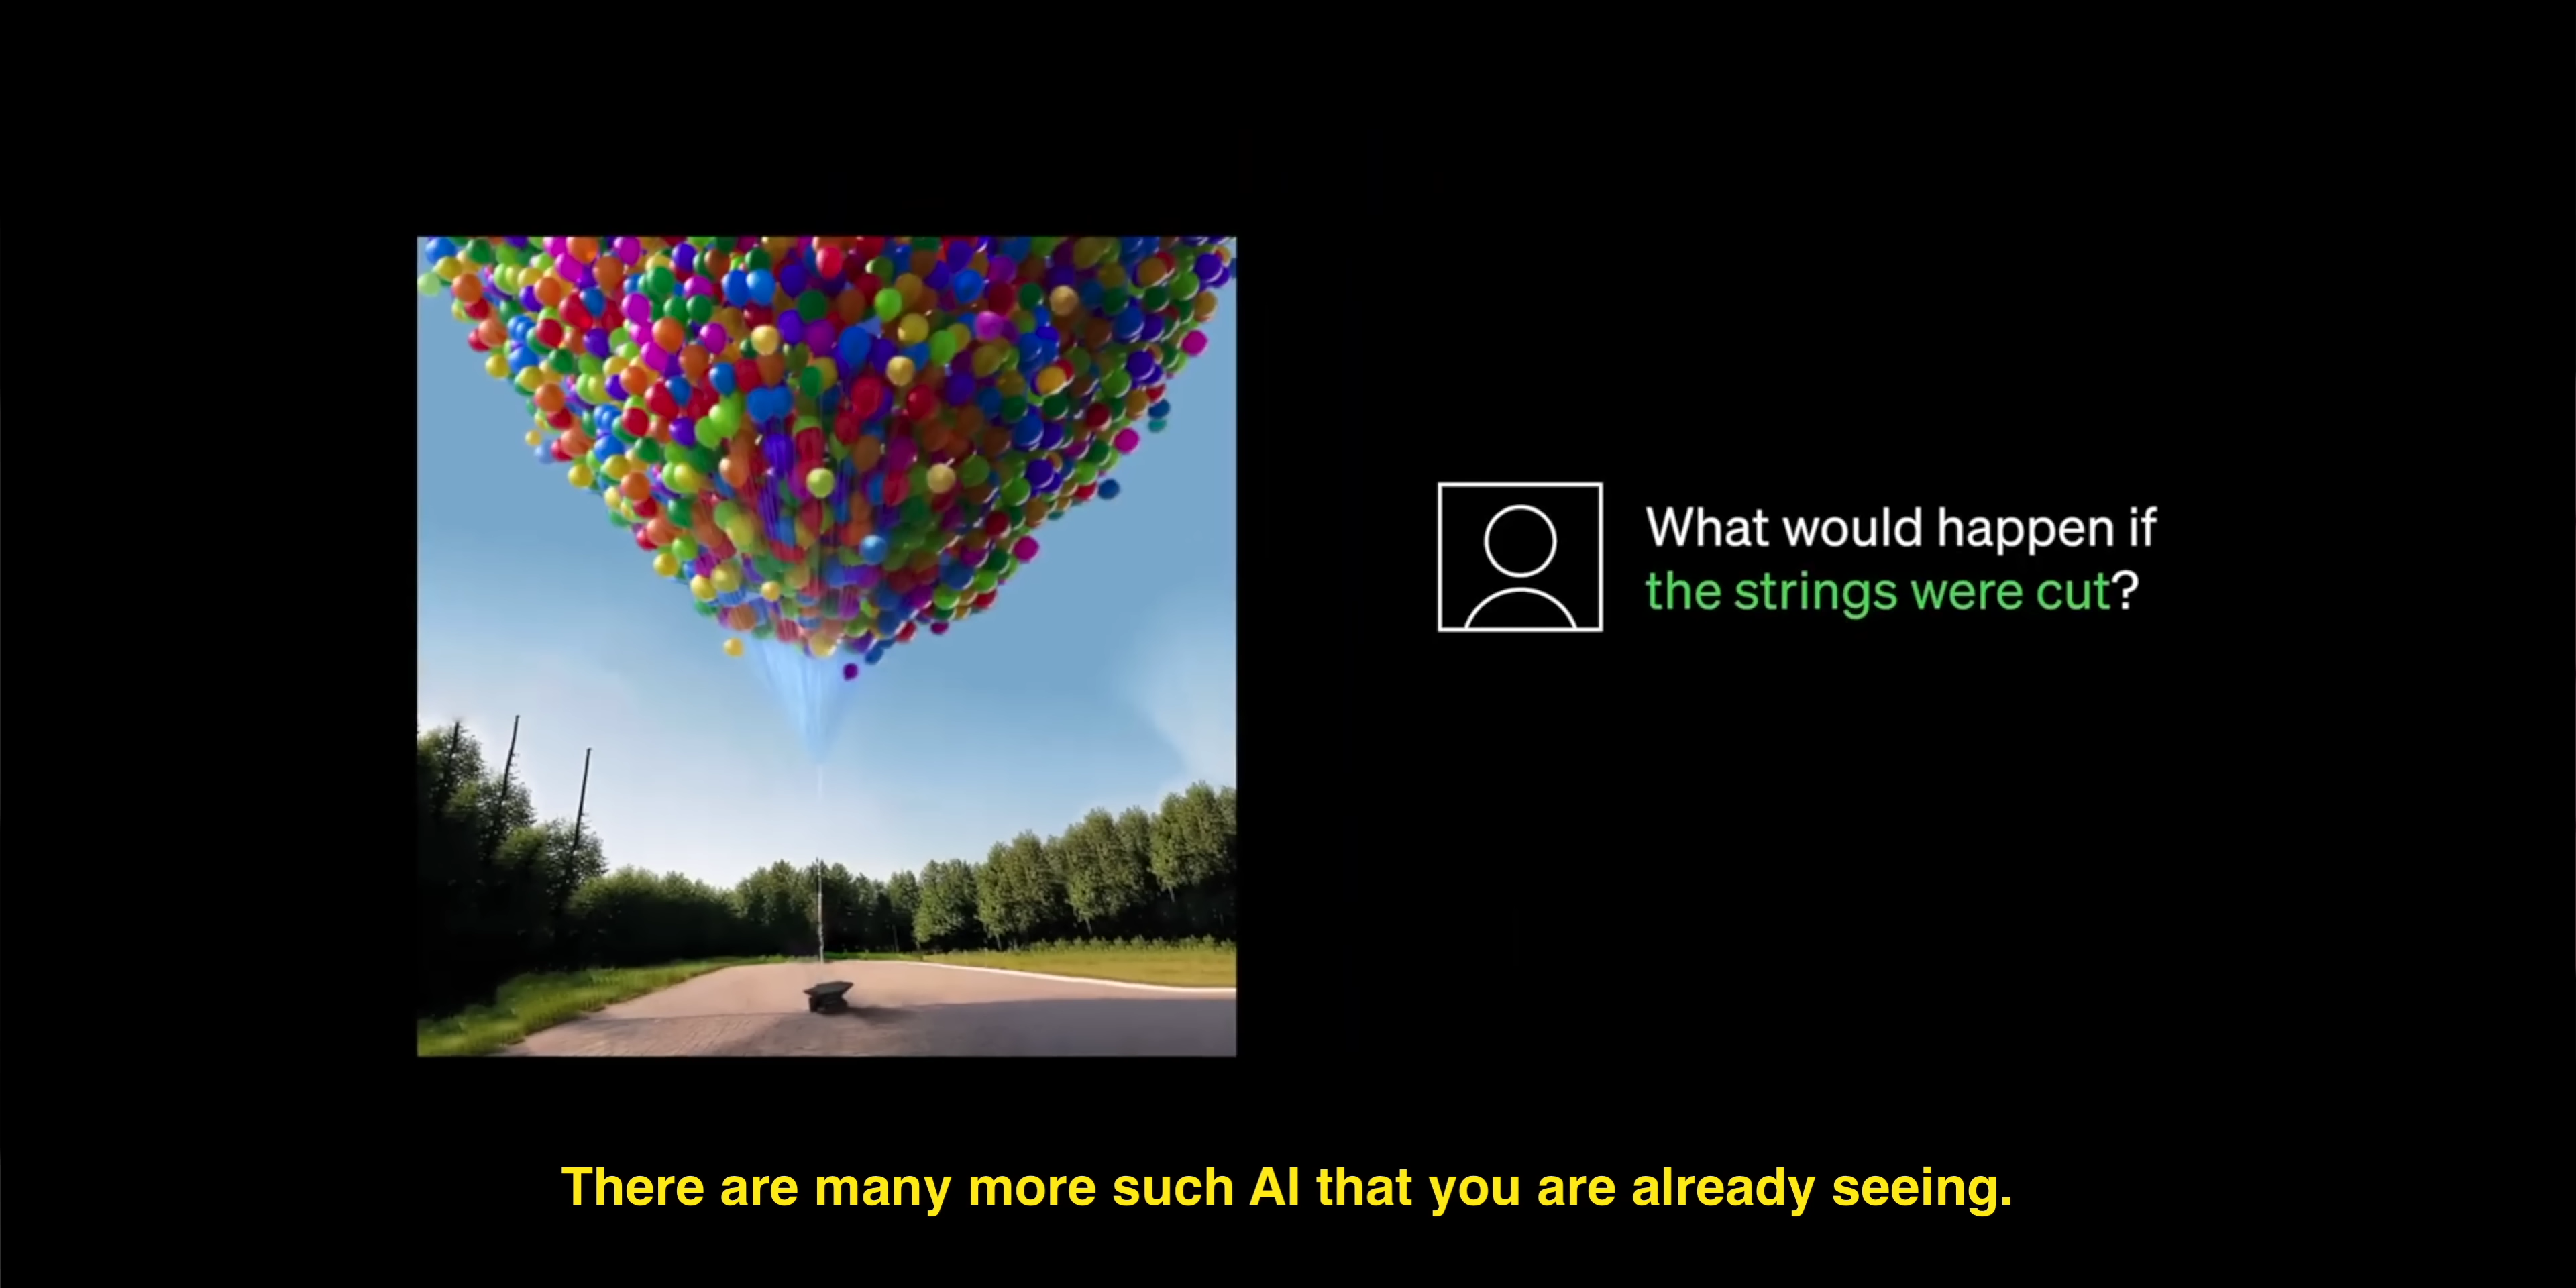 What would happen if
the strings were cut?
There are many more such AI that you are already seeing.